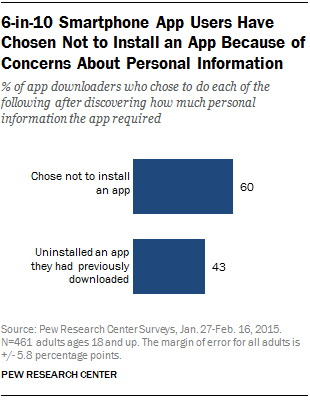 6-in-10 Smartphone App Users Have
Chosen Not to Install an App Because of
Concerns About Personal Information
% of app downloaders who chose to do each of the
following after discovering how much personal
information the app required
Chose not to install
an app
60
Uninstalled an app
they had previously
downloaded
43
Source: Pew Research Center Surveys, Jan. 27-Feb. 16, 2015.
N=461 adults ages 18 and up. The margin of error for all adults is
+/- 5.8 percentage points.
PEW RESEARCH CENTER